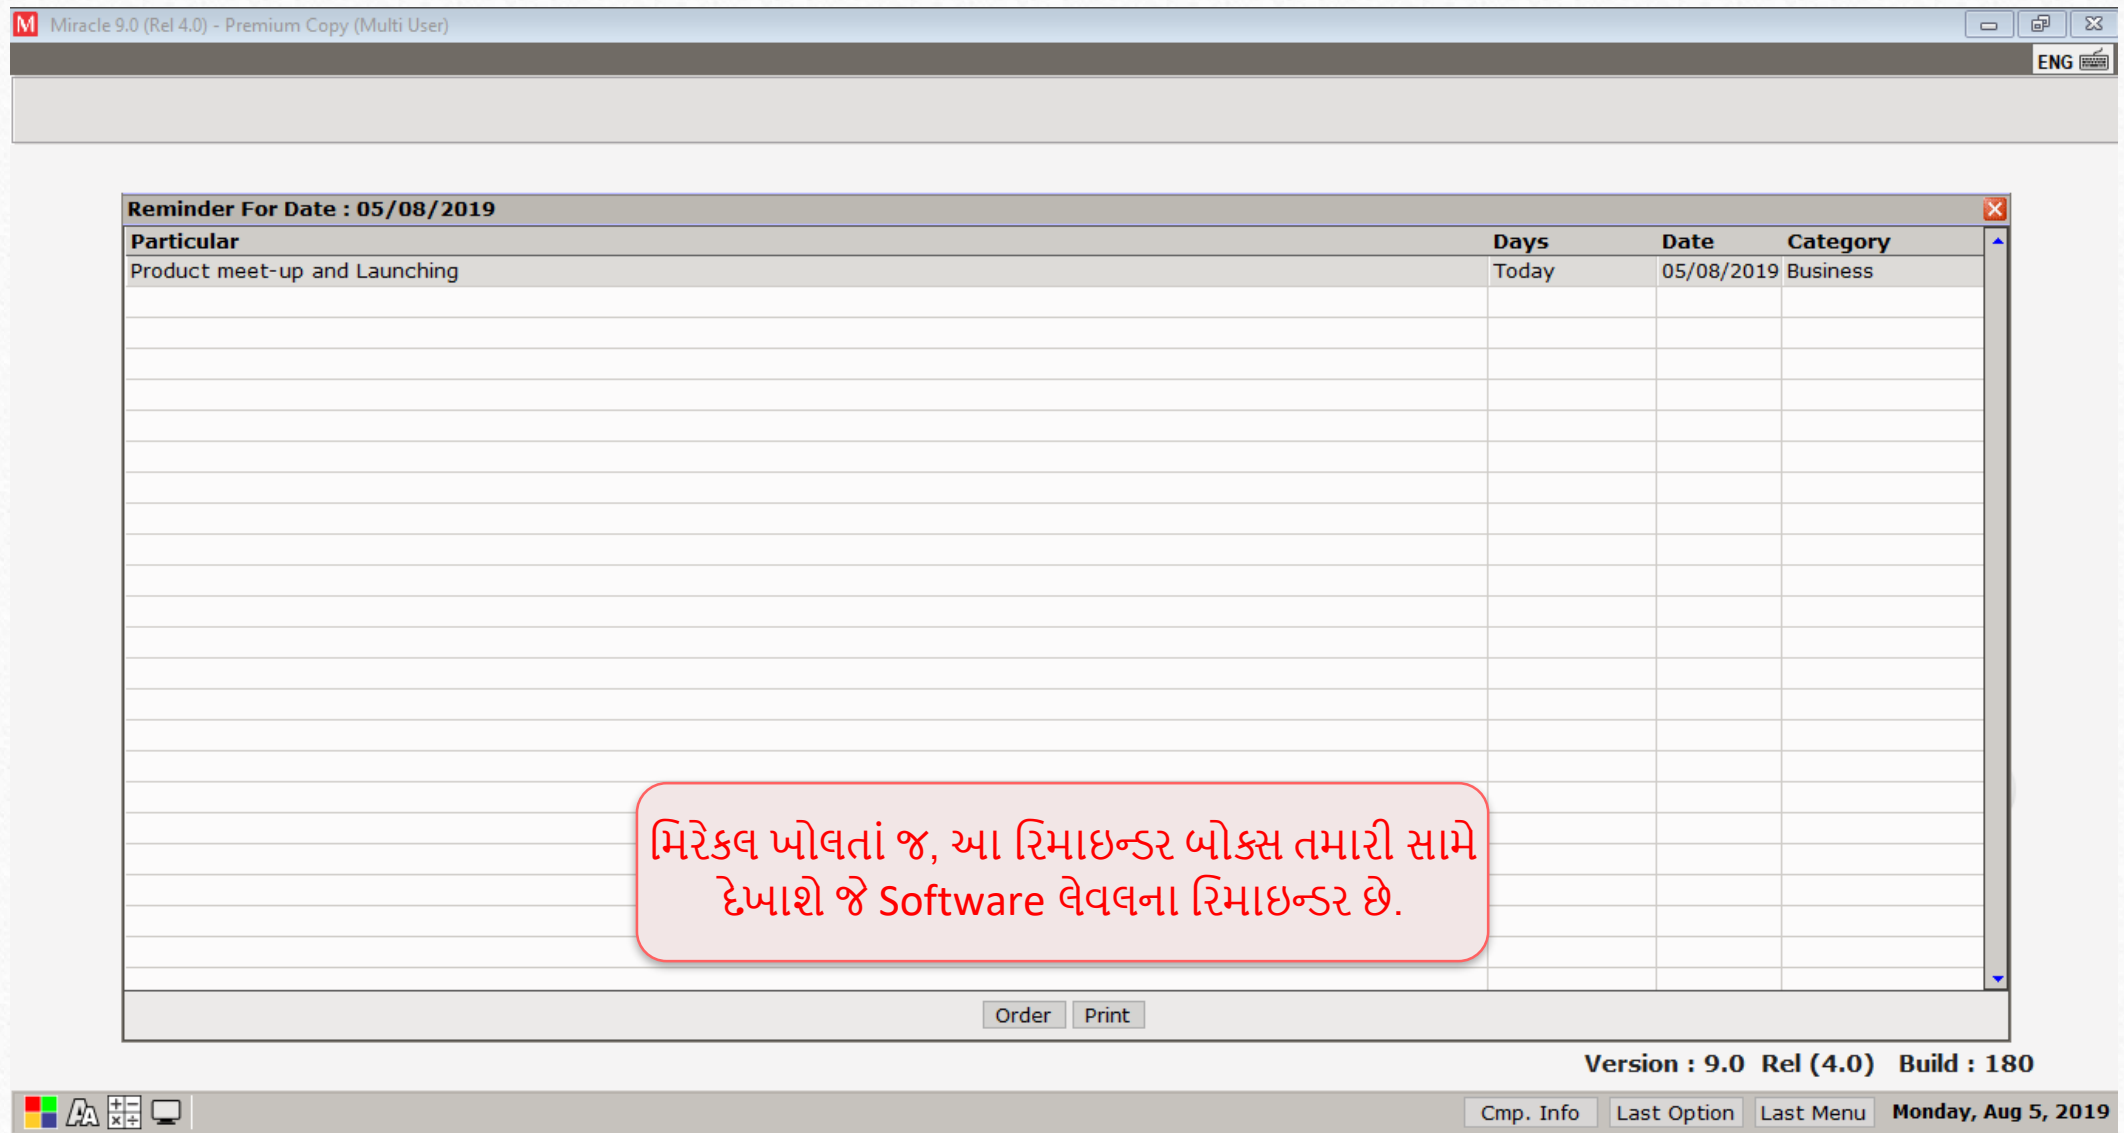 M Miracle 9.0 (Rel 4.0) - Premium Copy (Multi User)
ENG
Reminder For Date : 05/08/2019
Particular Days Date Category
Product meet-up and Launching Today 05/08/2019 Business
મિરેકલ ખોલતાં જ, આ રિમાઇન્ડર બોક્સ તમારી સામે
દેખાશે જે Software લેવલના રિમાઇન્ડર છે.
Order Print
Version : 9.0 Rel (4.0) Build : 180
Cmp. Info Last Option Last Menu Monday, Aug 5, 2019